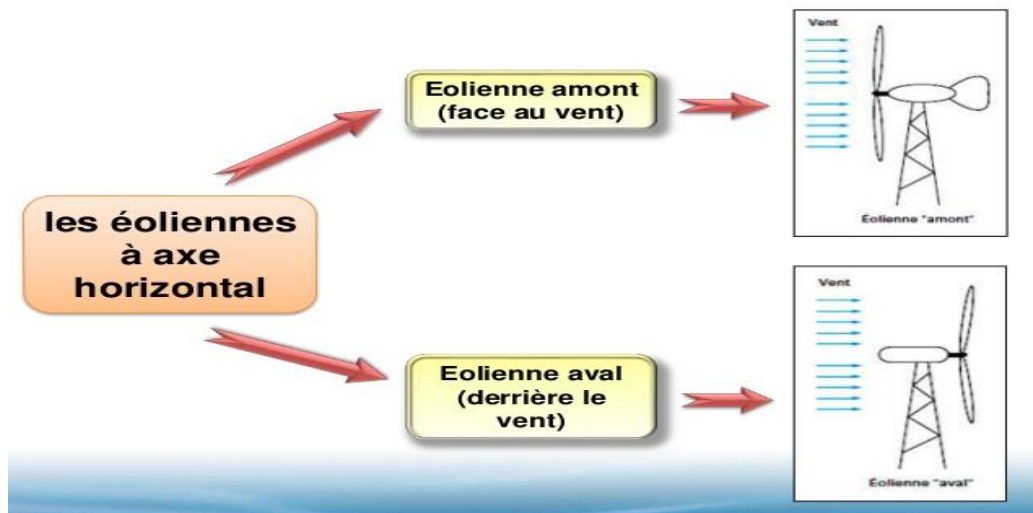 les éoliennes
à axe
horizontal
Eolienne amont
(face au vent)
Vent
Éolienne "amont"
Eolienne aval
(derrière le
vent)
Vent
Éolienne "aval"